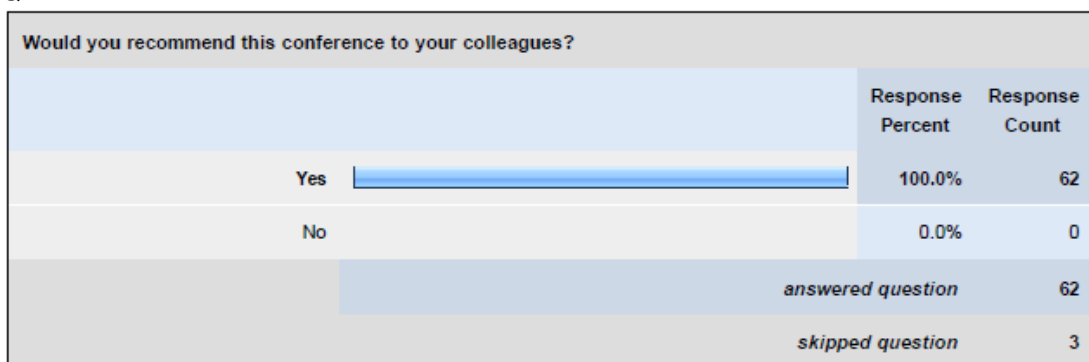 Would you recommend this conference to your colleagues?
Response Percent Response Count
Yes 100.0% 62
No 0.0% 0
answered question 62
skipped question 3